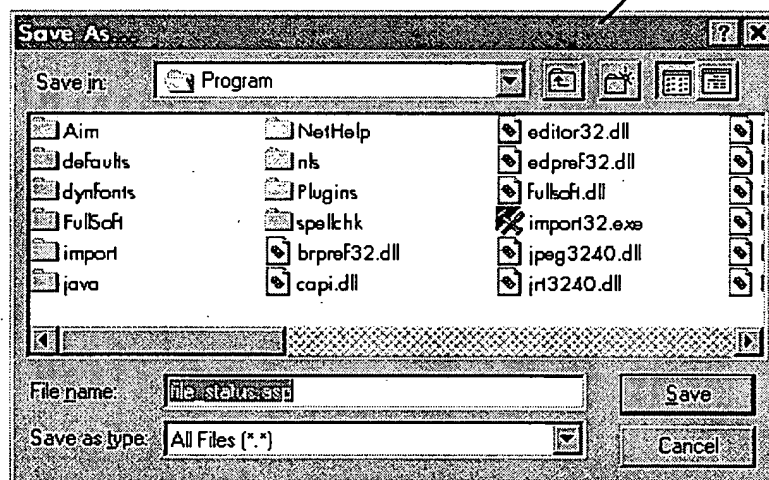 Save As...
Save in: Program
Aim
defaults
dynfonts
FullSoft
import
java
NetHelp
nls
Plugins
spellchk
brpref32.dll
capi.dll
editor32.dll
edpref32.dll
Fullsoft.dll
import32.exe
jpeg3240.dll
jrt3240.dll
File name: file_status.asp
Save
Save as type: All Files (*.*)
Cancel